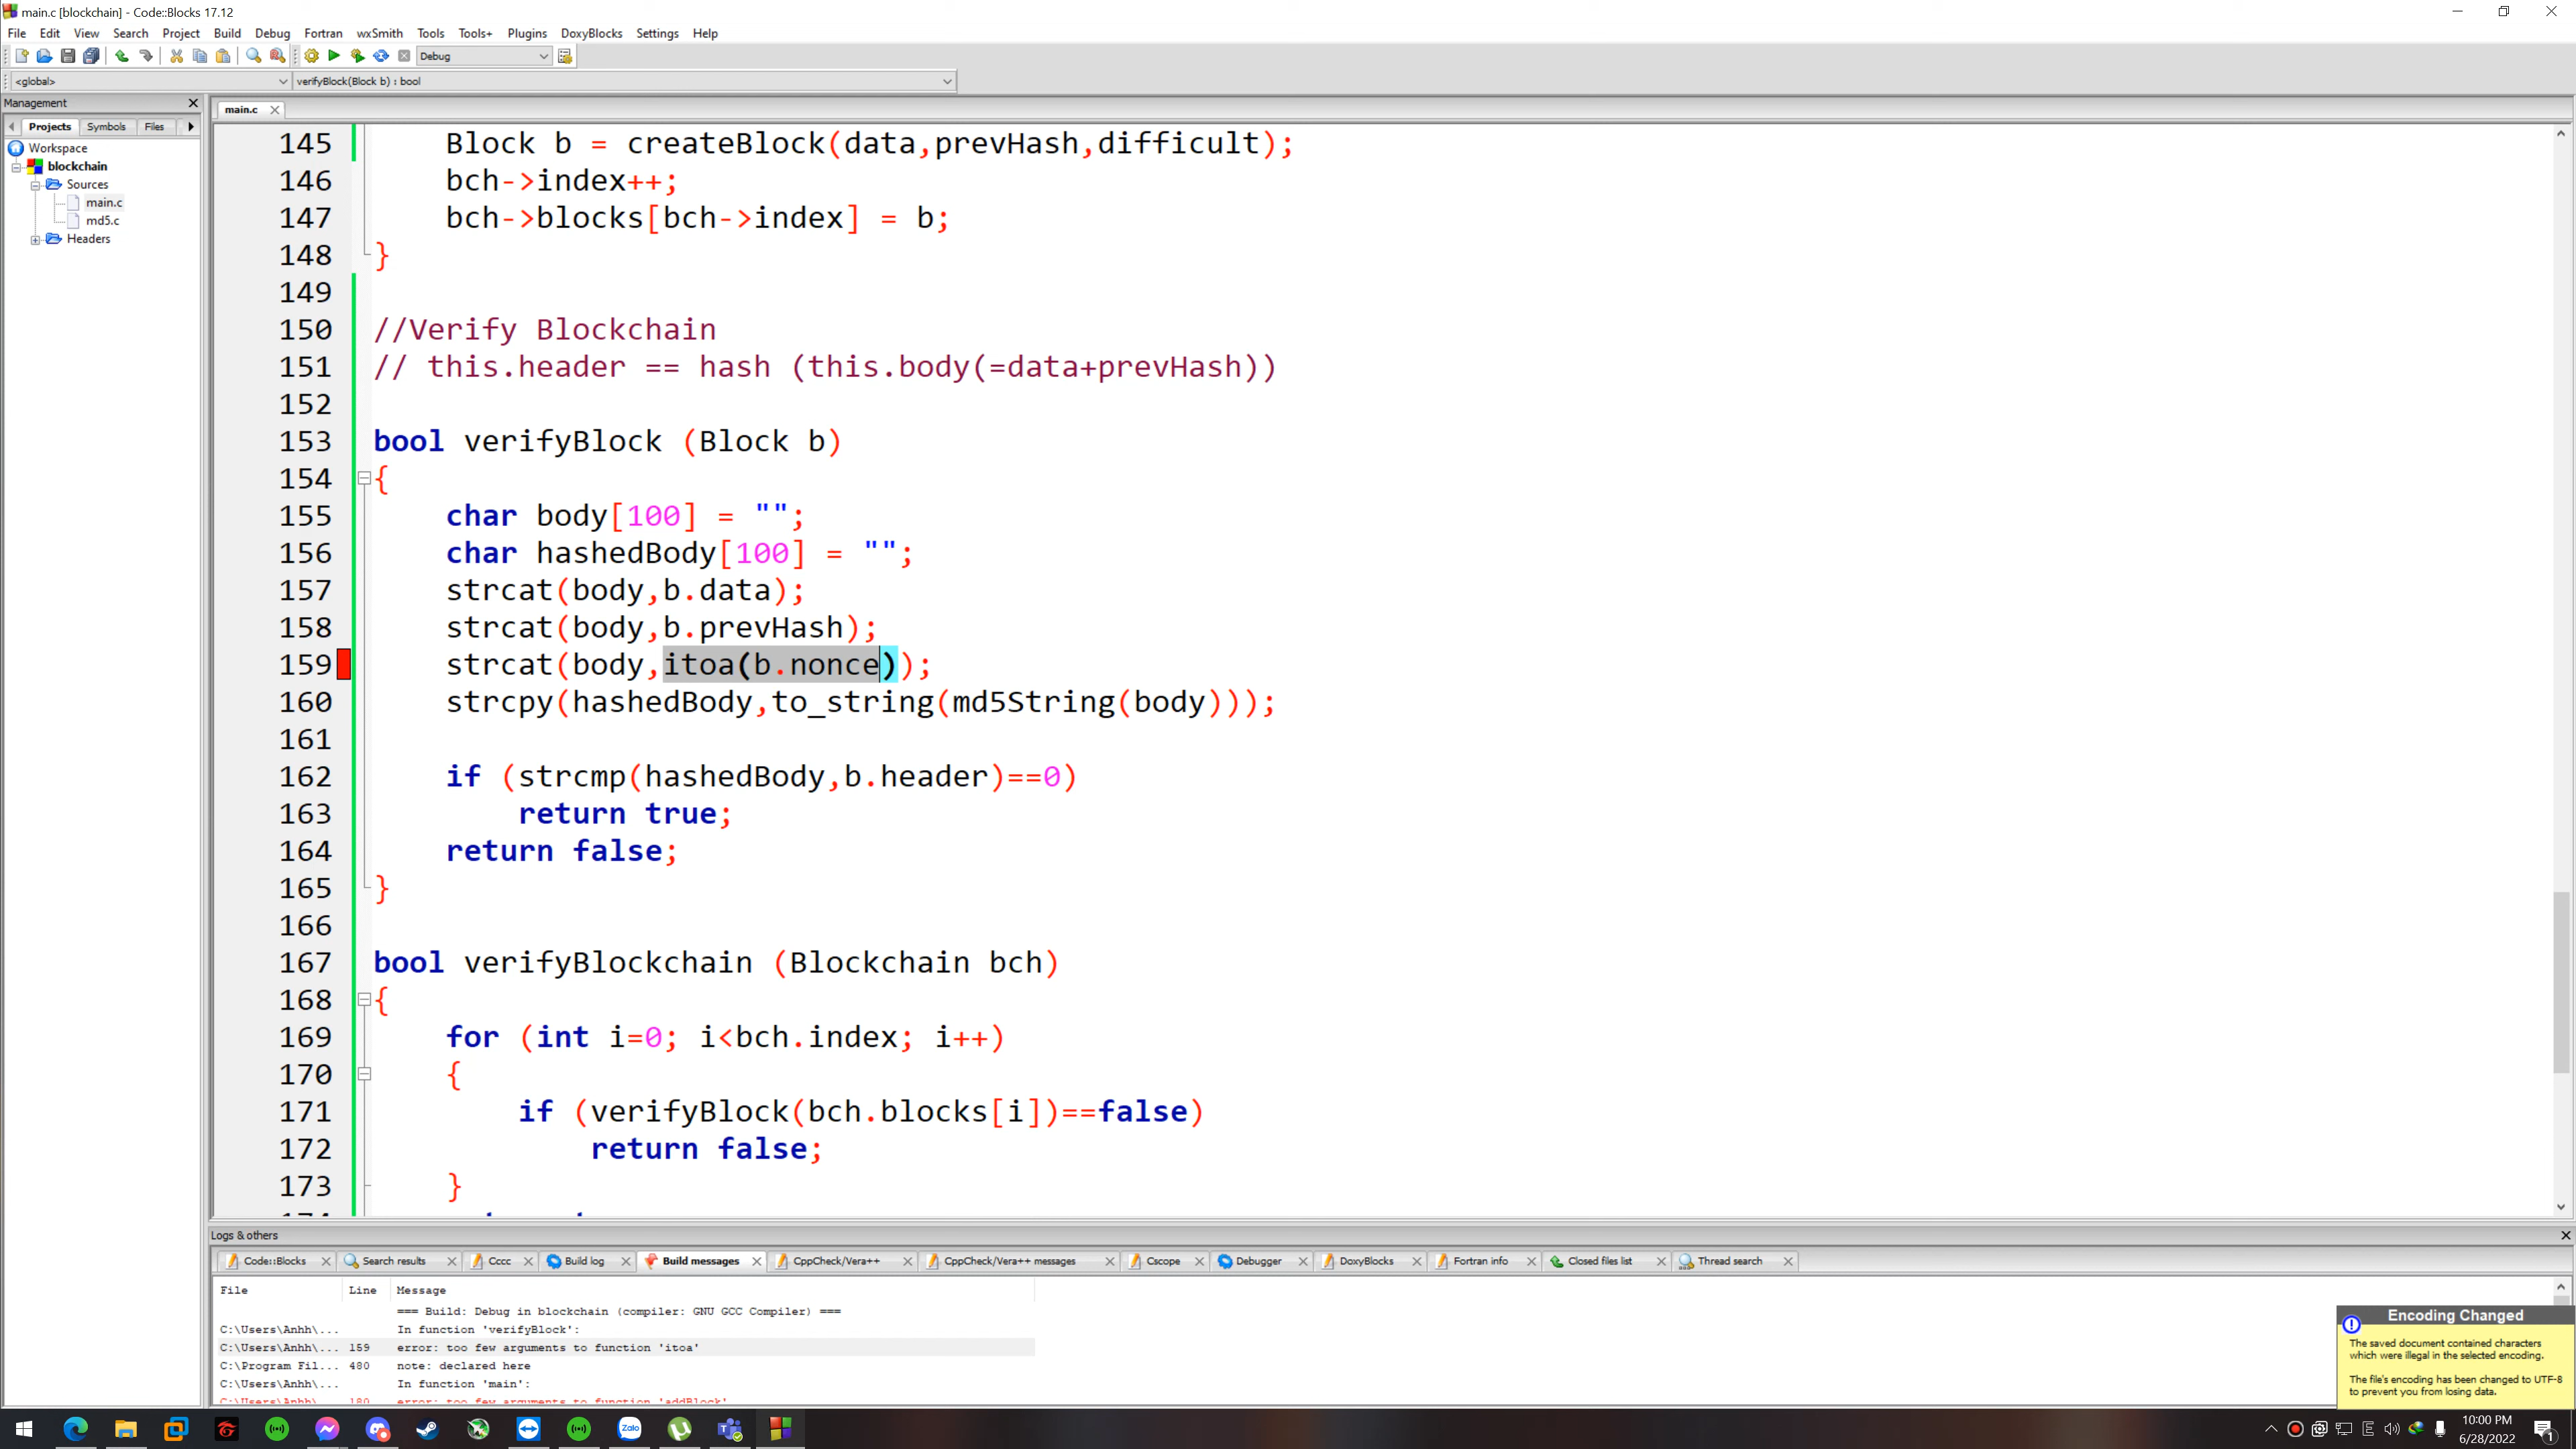 main.c [blockchain] - Code::Blocks 17.12
File Edit View Search Project Build Debug Fortran wxSmith Tools Tools+ Plugins DoxyBlocks Settings Help
Debug
<global> verifyBlock(Block b) : bool
Management
Projects Symbols Files
Workspace
blockchain
Sources
main.c
md5.c
Headers
main.c
145 Block b = createBlock(data,prevHash,difficult);
146 bch->index++;
147 bch->blocks[bch->index] = b;
148 }
149
150 //Verify Blockchain
151 // this.header == hash (this.body(=data+prevHash))
152
153 bool verifyBlock (Block b)
154 {
155 char body[100] = "";
156 char hashedBody[100] = "";
157 strcat(body,b.data);
158 strcat(body,b.prevHash);
159 strcat(body,itoa(b.nonce));
160 strcpy(hashedBody,to_string(md5String(body)));
161
162 if (strcmp(hashedBody,b.header)==0)
163 return true;
164 return false;
165 }
166
167 bool verifyBlockchain (Blockchain bch)
168 {
169 for (int i=0; i<bch.index; i++)
170 {
171 if (verifyBlock(bch.blocks[i])==false)
172 return false;
173 }
Logs & others
Code::Blocks Search results Cccc Build log Build messages CppCheck/Vera++ CppCheck/Vera++ messages Cscope Debugger DoxyBlocks Fortran info Closed files list Thread search
File Line Message
=== Build: Debug in blockchain (compiler: GNU GCC Compiler) ===
C:\Users\Anhh\... In function 'verifyBlock':
C:\Users\Anhh\... 159 error: too few arguments to function 'itoa'
C:\Program Fil... 480 note: declared here
C:\Users\Anhh\... In function 'main':
C:\Users\Anhh\... 180 error: too few arguments to function 'addBlock'
Encoding Changed
The saved document contained characters
which were illegal in the selected encoding.
The file's encoding has been changed to UTF-8
to prevent you from losing data.
Zalo
E
10:00 PM
6/28/2022
1